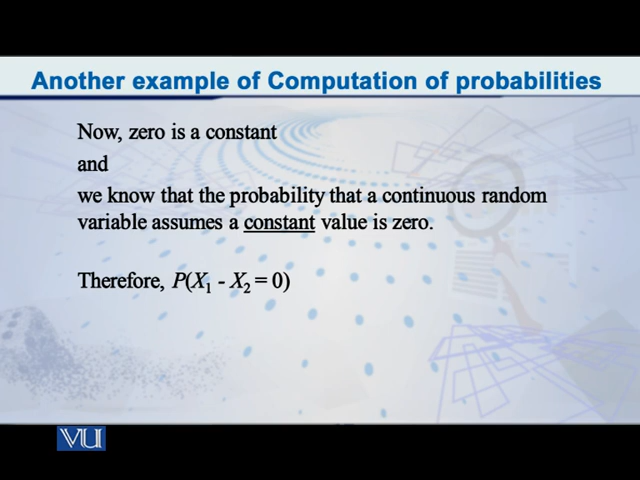 Another example of Computation of probabilities
Now, zero is a constant
and
we know that the probability that a continuous random
variable assumes a constant value is zero.
Therefore, P(X₁ - X₂ = 0)
VU